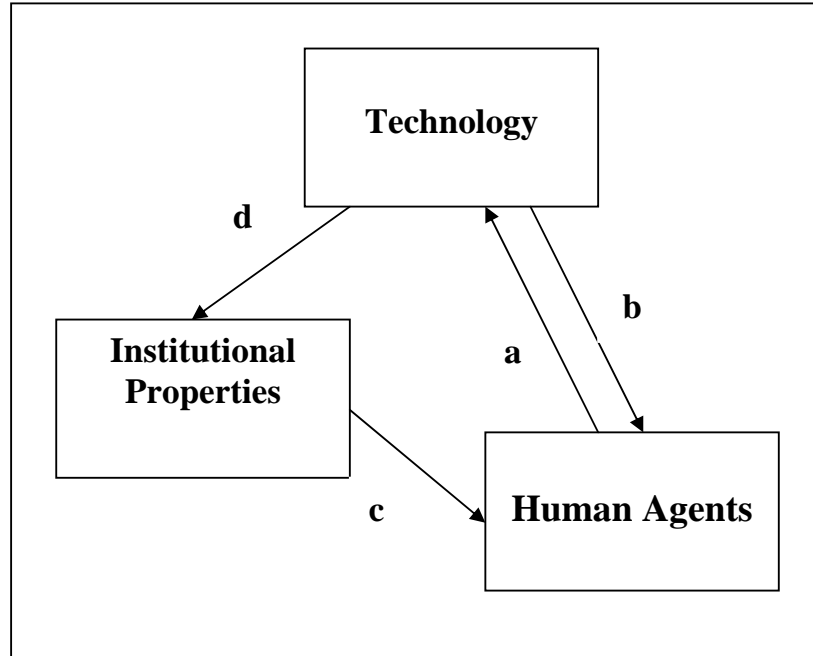 Technology
d
b
a
Institutional
Properties
c
Human Agents